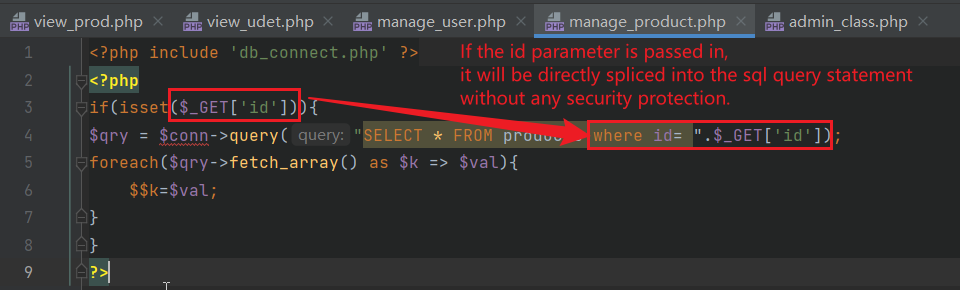 view_prod.php view_udet.php manage_user.php manage_product.php admin_class.php
1 <?php include 'db_connect.php' ?>
If the id parameter is passed in,
it will be directly spliced into the sql query statement
without any security protection.
2 <?php
3 if(isset($_GET['id'])){
4 $qry = $conn->query( query: "SELECT * FROM where id= ".$_GET['id']);
5 foreach($qry->fetch_array() as $k => $val){
6 $$k=$val;
7 }
8 }
9 ?>